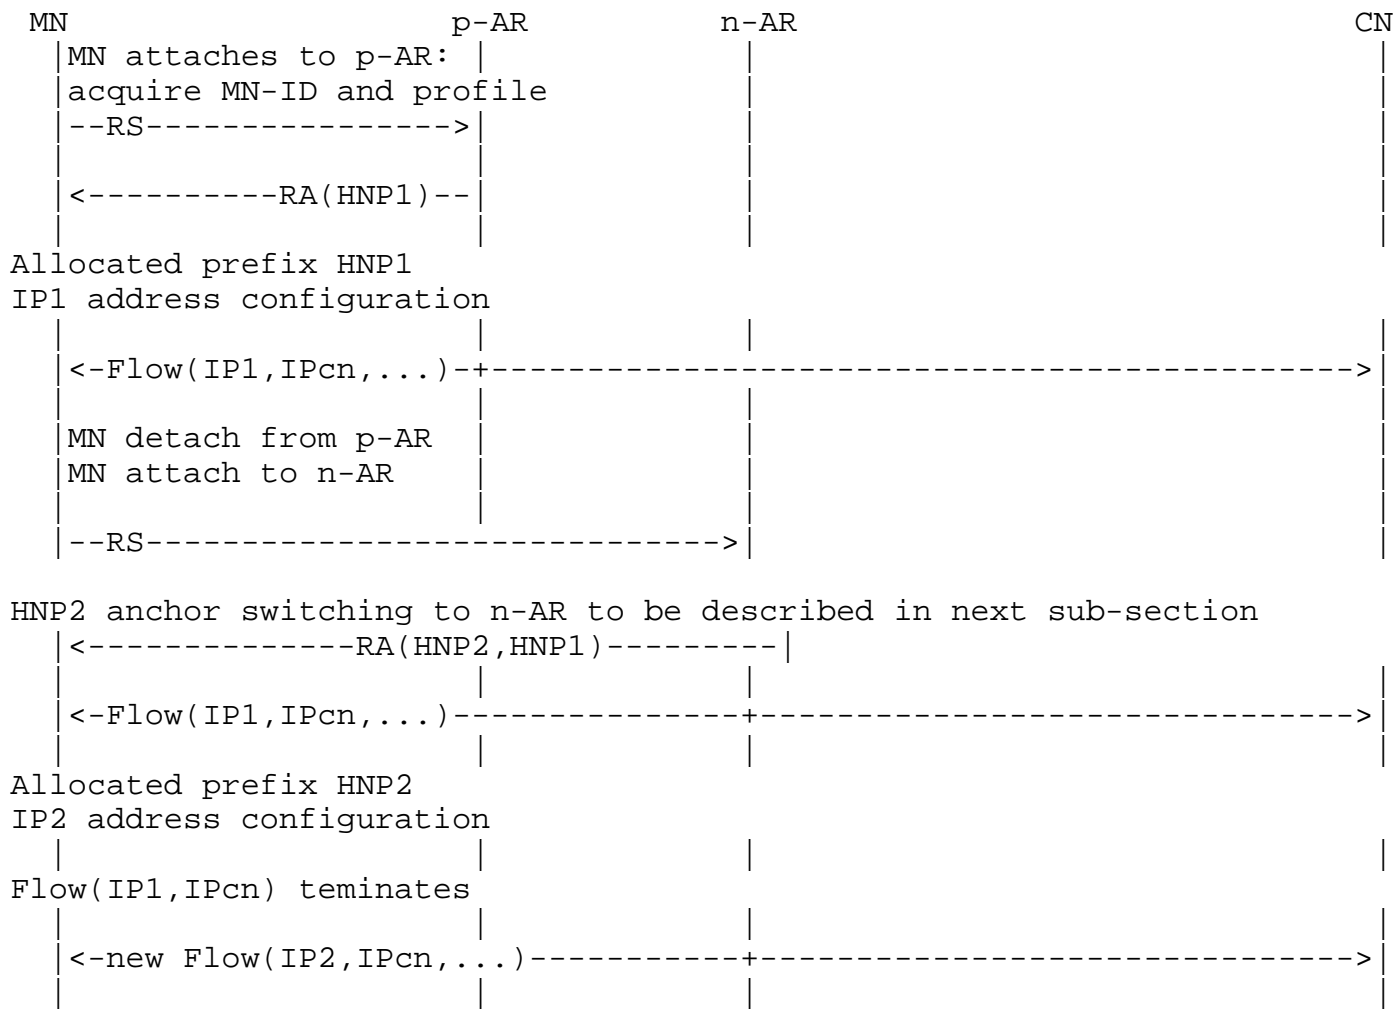 MN                    p-AR          n-AR                             CN
|MN attaches to p-AR: |             |                                |
|acquire MN-ID and profile          |                                |
|--RS---------------->|             |                                |
|                     |             |                                |
|<----------RA(HNP1)--|             |                                |
|                     |             |                                |
Allocated prefix HNP1
IP1 address configuration
|                     |             |                                |
|<-Flow(IP1,IPcn,...)-+--------------------------------------------->|
|                     |             |                                |
|MN detach from p-AR  |             |                                |
|MN attach to n-AR    |             |                                |
|                     |             |                                |
|--RS------------------------------>|                                |
HNP2 anchor switching to n-AR to be described in next sub-section
|<--------------RA(HNP2,HNP1)---------|
|                     |             |                                |
|<-Flow(IP1,IPcn,...)---------------+------------------------------->|
|                     |             |                                |
Allocated prefix HNP2
IP2 address configuration
|                     |             |                                |
Flow(IP1,IPcn) teminates
|                     |             |                                |
|<-new Flow(IP2,IPcn,...)-----------+------------------------------->|
|                     |             |                                |